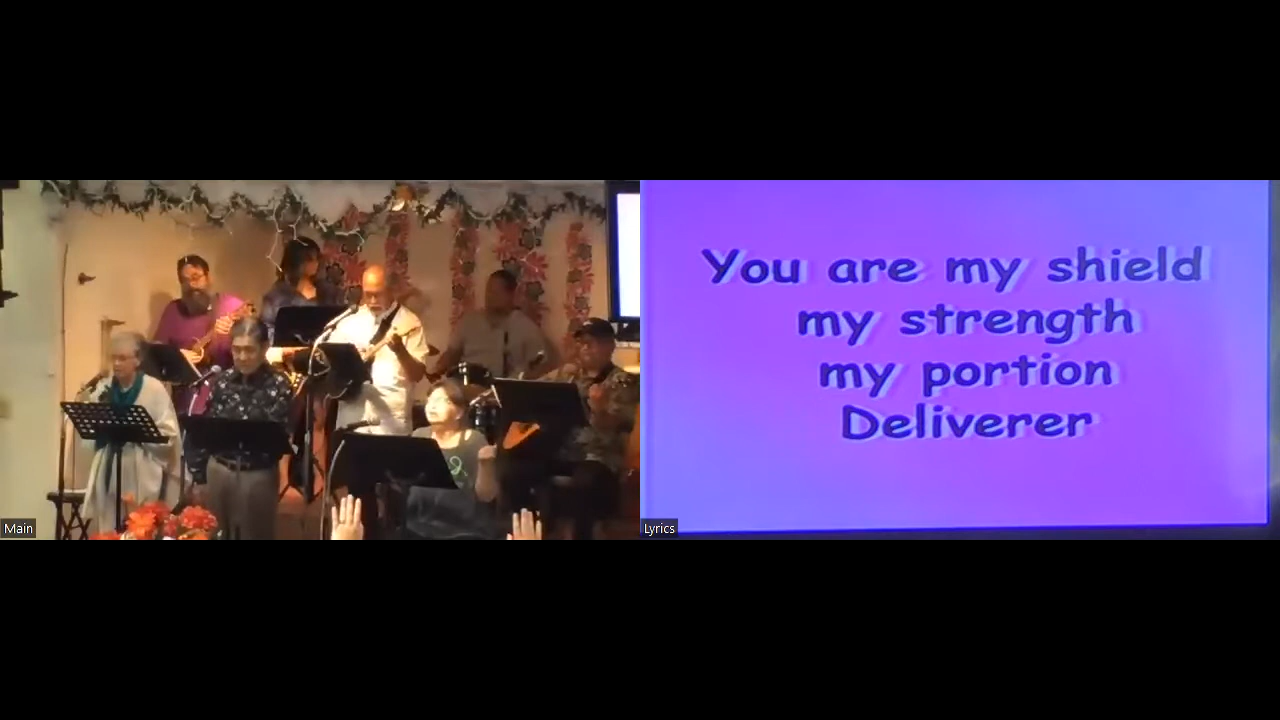 Main
You are my shield
my strength
my portion
Deliverer
Lyrics